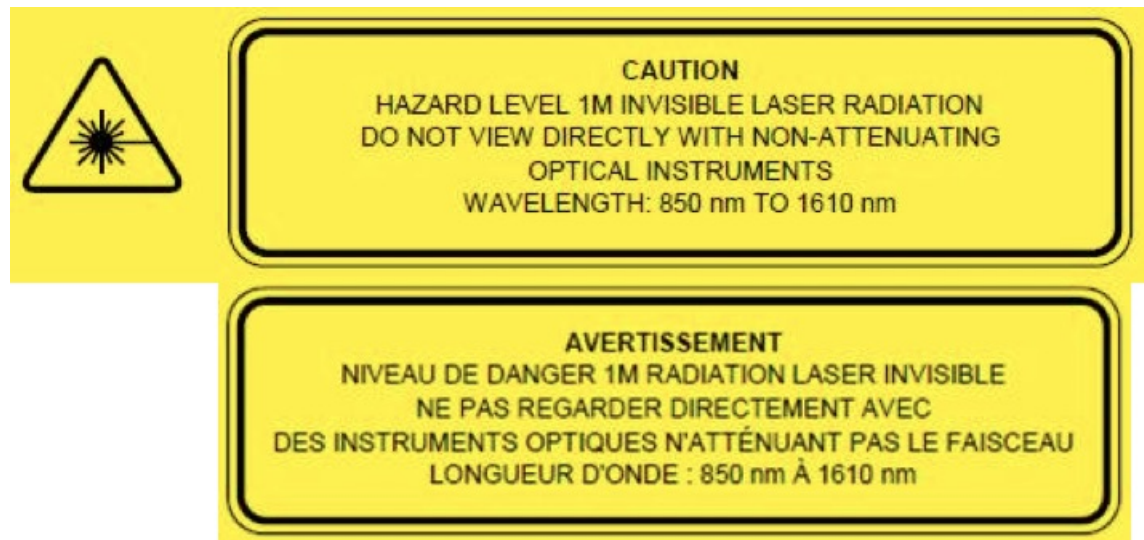 CAUTION
HAZARD LEVEL 1M INVISIBLE LASER RADIATION
DO NOT VIEW DIRECTLY WITH NON-ATTENUATING
OPTICAL INSTRUMENTS
WAVELENGTH: 850 nm TO 1610 nm
AVERTISSEMENT
NIVEAU DE DANGER 1M RADIATION LASER INVISIBLE
NE PAS REGARDER DIRECTEMENT AVEC
DES INSTRUMENTS OPTIQUES N'ATTÉNUANT PAS LE FAISCEAU
LONGUEUR D'ONDE : 850 nm À 1610 nm